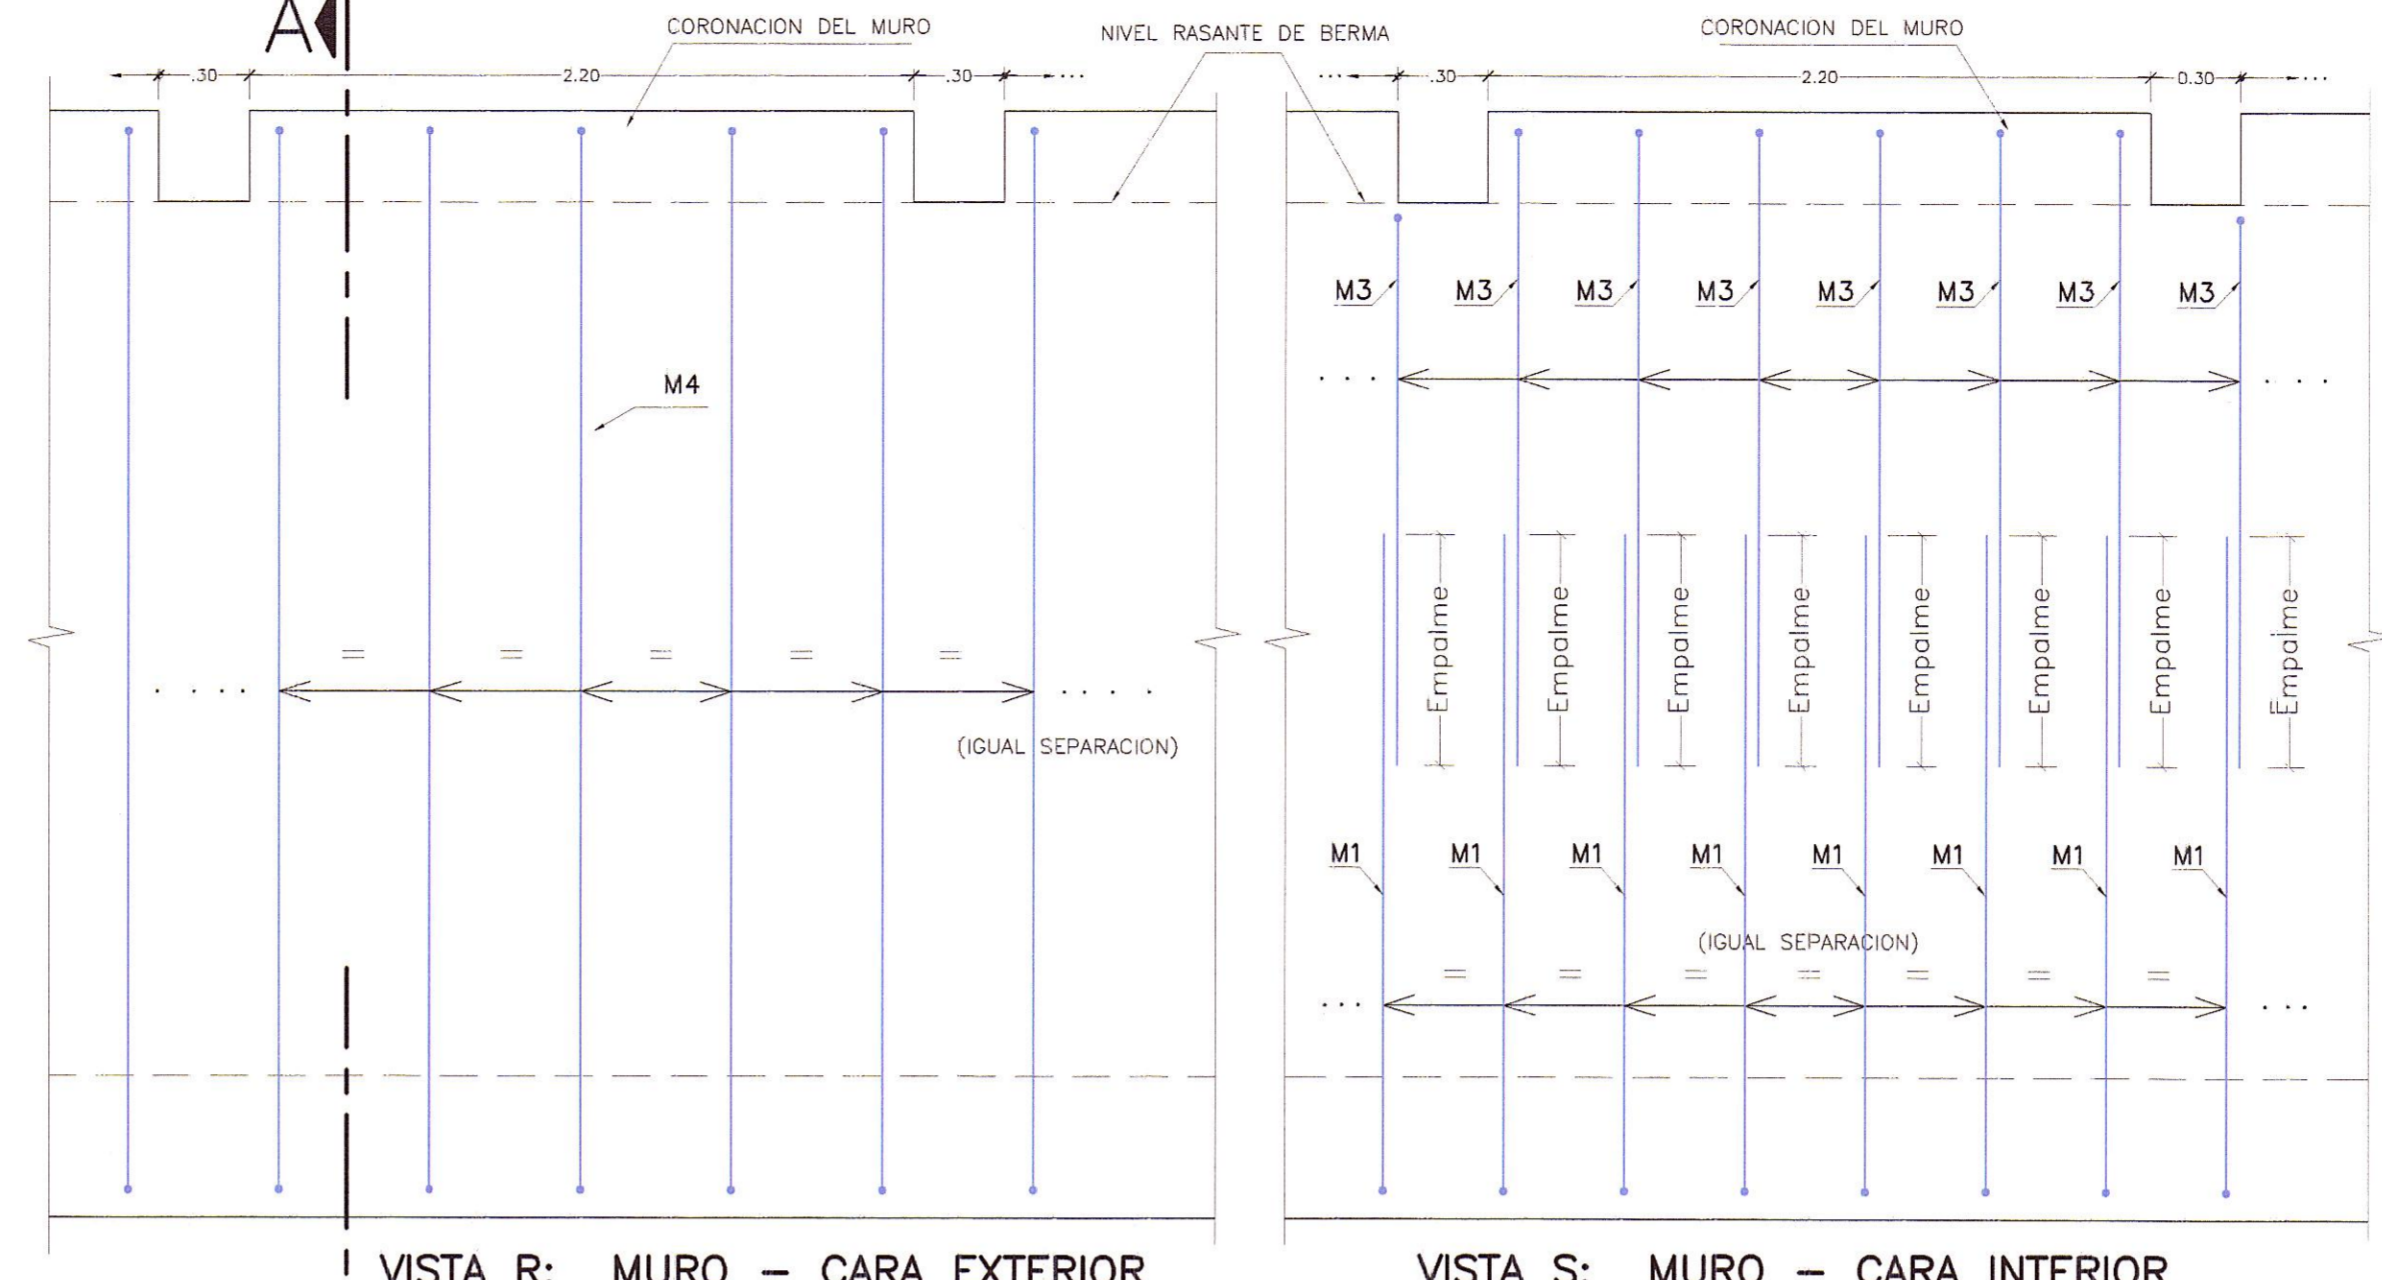 A
CORONACION DEL MURO
NIVEL RASANTE DE BERMA
CORONACION DEL MURO
.30
2.20
.30
...
...
.30
2.20
0.30
...
M3 M3 M3 M3 M3 M3 M3 M3
... ....
M4
= = = = =
.... ....
(IGUAL SEPARACION)
Empalme
Empalme
Empalme
Empalme
Empalme
Empalme
Empalme
Empalme
M1 M1 M1 M1 M1 M1 M1 M1
(IGUAL SEPARACION)
= = = = = = =
... ...
VISTA R: MURO – CARA EXTERIOR
VISTA S: MURO – CARA INTERIOR